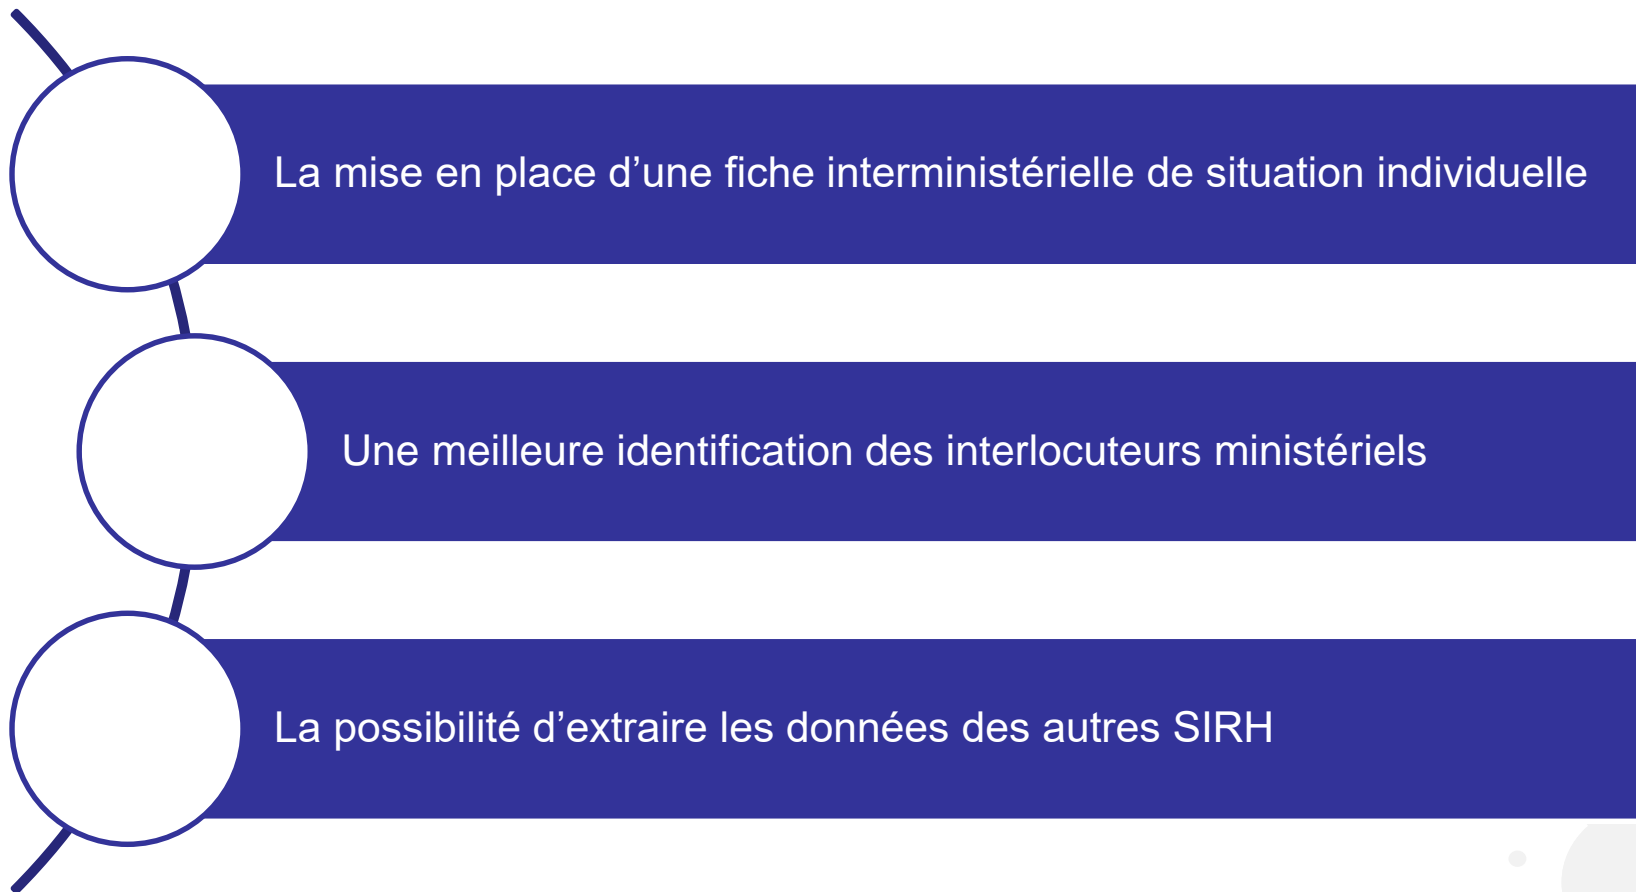 La mise en place d’une fiche interministérielle de situation individuelle
Une meilleure identification des interlocuteurs ministériels
La possibilité d’extraire les données des autres SIRH